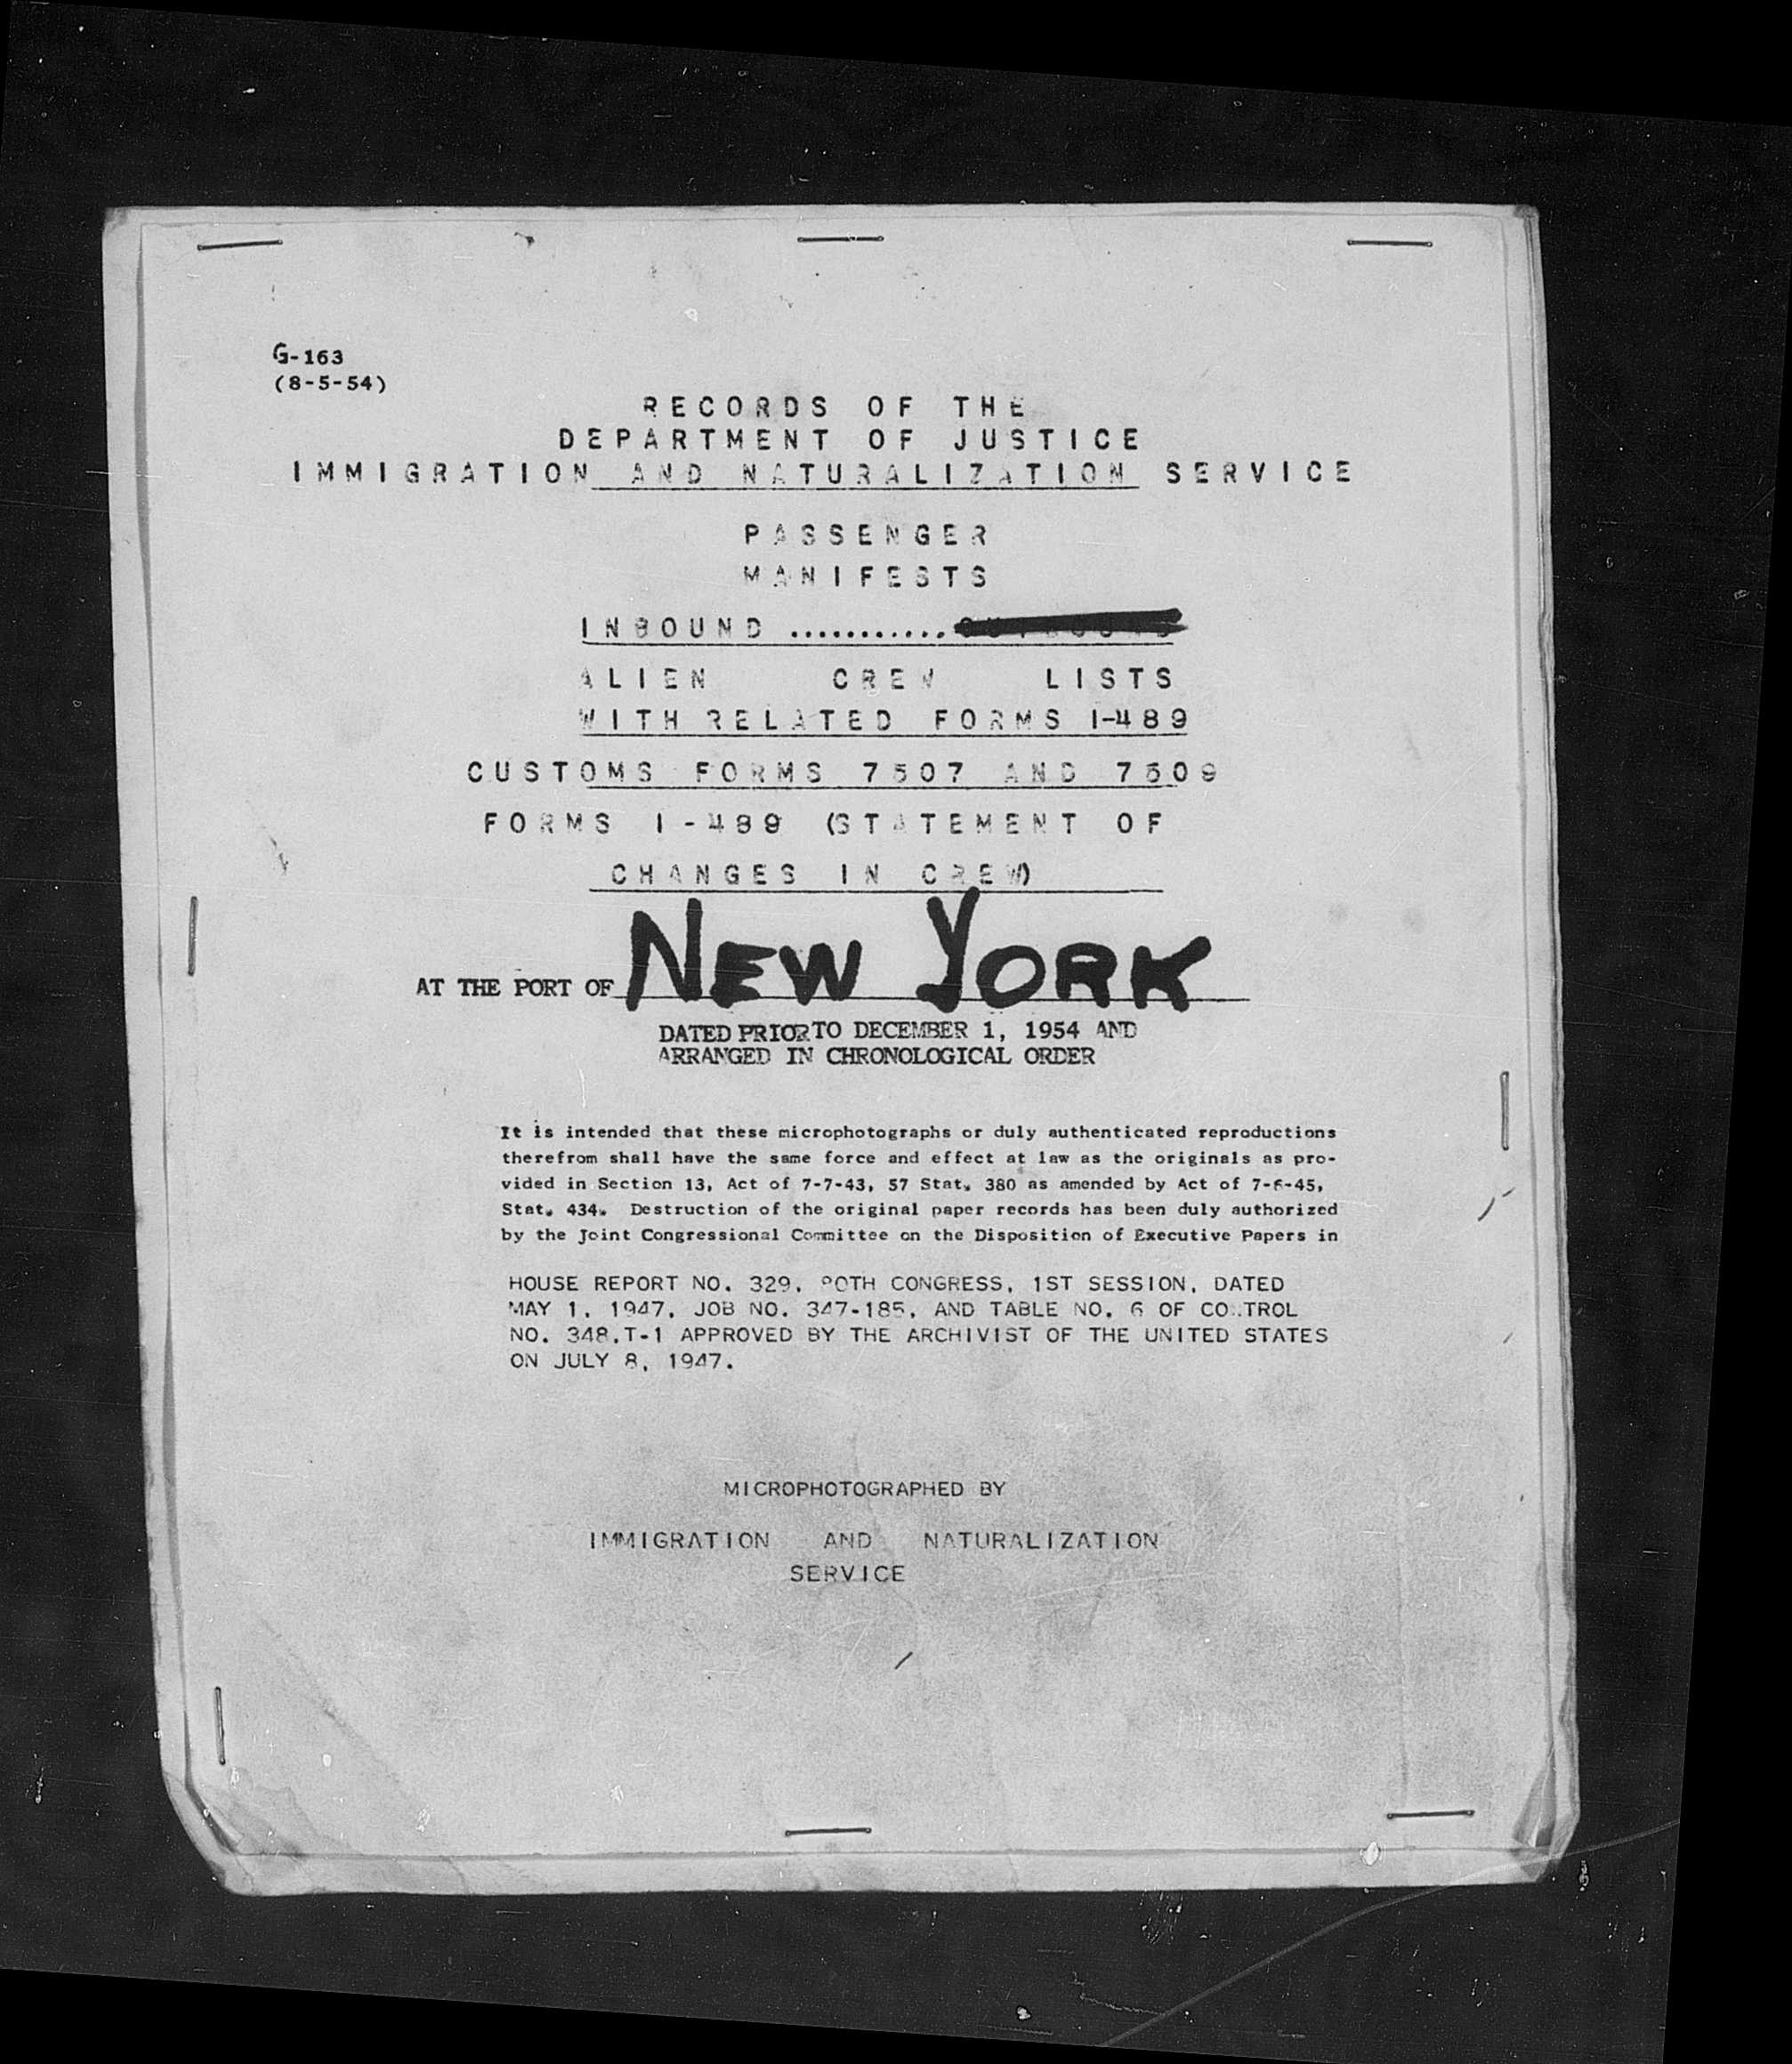 G-163
(8-5-54)
RECORDS OF THE
DEPARTMENT OF JUSTICE
IMMIGRATION AND NATURALIZATION SERVICE
PASSENGER
MANIFESTS
INBOUND ...........
ALIEN CREW LISTS
WITH RELATED FORMS I-489
CUSTOMS FORMS 7507 AND 7509
FORMS I-489 (STATEMENT OF
CHANGES IN CREW)
AT THE PORT OF NEW YORK
DATED PRIOR TO DECEMBER 1, 1954 AND
ARRANGED IN CHRONOLOGICAL ORDER
It is intended that these microphotographs or duly authenticated reproductions
therefrom shall have the same force and effect at law as the originals as pro-
vided in Section 13, Act of 7-7-43, 57 Stat. 380 as amended by Act of 7-6-45,
Stat. 434. Destruction of the original paper records has been duly authorized
by the Joint Congressional Committee on the Disposition of Executive Papers in
HOUSE REPORT NO. 329, 80TH CONGRESS, 1ST SESSION, DATED
MAY 1, 1947, JOB NO. 347-185, AND TABLE NO. 6 OF CONTROL
NO. 348.T-1 APPROVED BY THE ARCHIVIST OF THE UNITED STATES
ON JULY 8, 1947.
MICROPHOTOGRAPHED BY
IMMIGRATION AND NATURALIZATION
SERVICE